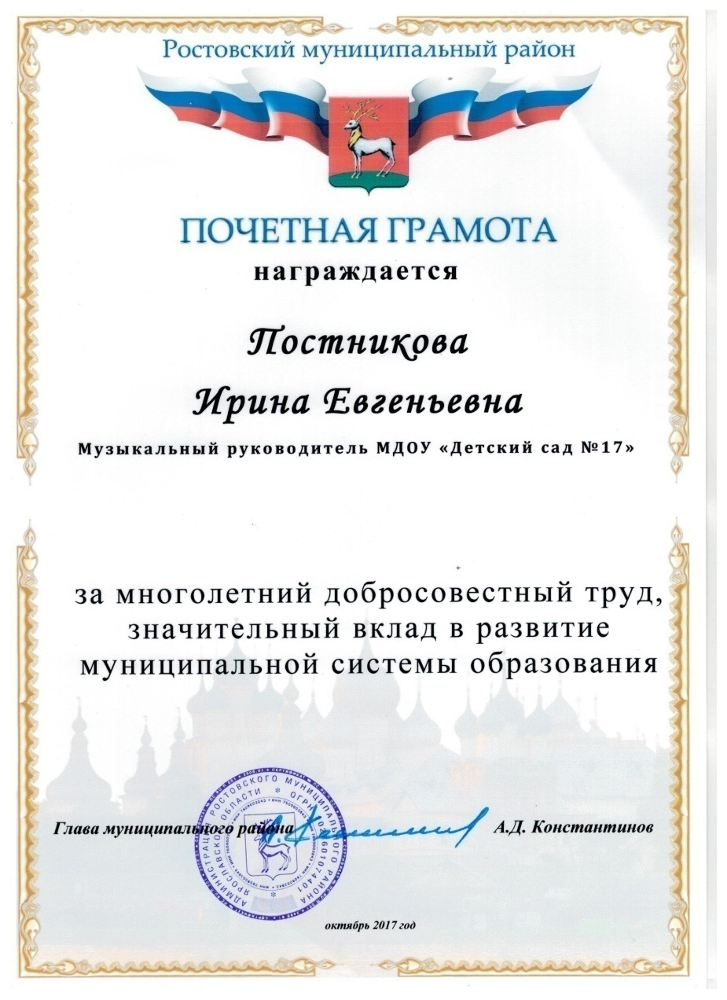 Ростовский муниципальный район
ПОЧЕТНАЯ ГРАМОТА
награждается
Постникова
Ирина Евгеньевна
Музыкальный руководитель МДОУ «Детский сад №17»
за многолетний добросовестный труд,
значительный вклад в развитие
муниципальной системы образования
Глава муниципального района
А.Д. Константинов
АДМИНИСТРАЦИЯ РОСТОВСКОГО МУНИЦИПАЛЬНОГО РАЙОНА
ЯРОСЛАВСКОЙ ОБЛАСТИ * ОГРН
октябрь 2017 год